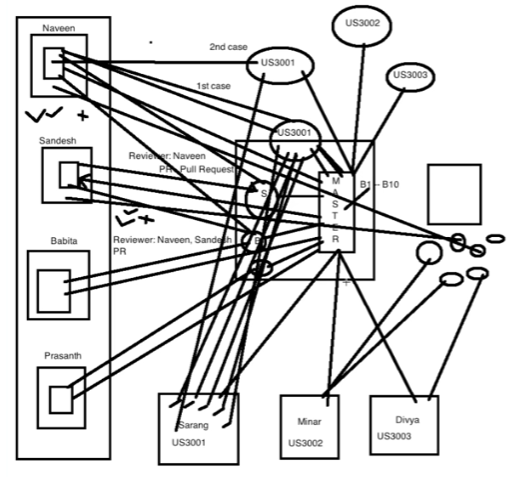 US3002
Naveen
2nd case
US3001
US3003
1st case
US3001
Sandesh
Reviewer: Naveen
PR - Pull Request
S
B1 - B10
MASTER
Babita
Reviewer: Naveen, Sandesh
PR
B
Prasanth
Sarang
US3001
Minar
US3002
Divya
US3003